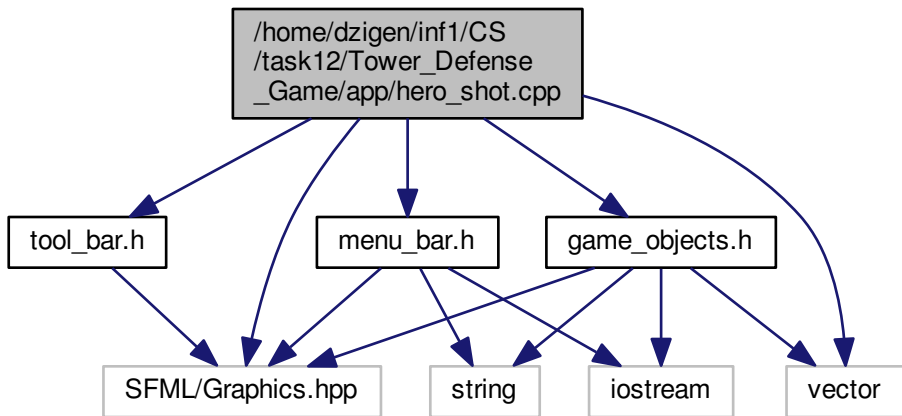 /home/dzigen/inf1/CS
/task12/Tower_Defense
_Game/app/hero_shot.cpp
tool_bar.h
menu_bar.h
game_objects.h
SFML/Graphics.hpp
string
iostream
vector